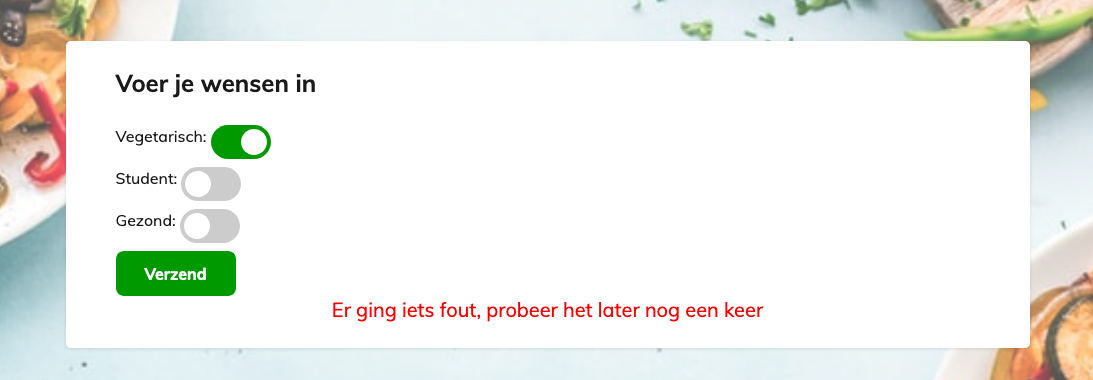 Voer je wensen in
Vegetarisch:
Student:
Gezond:
Verzend
Er ging iets fout, probeer het later nog een keer